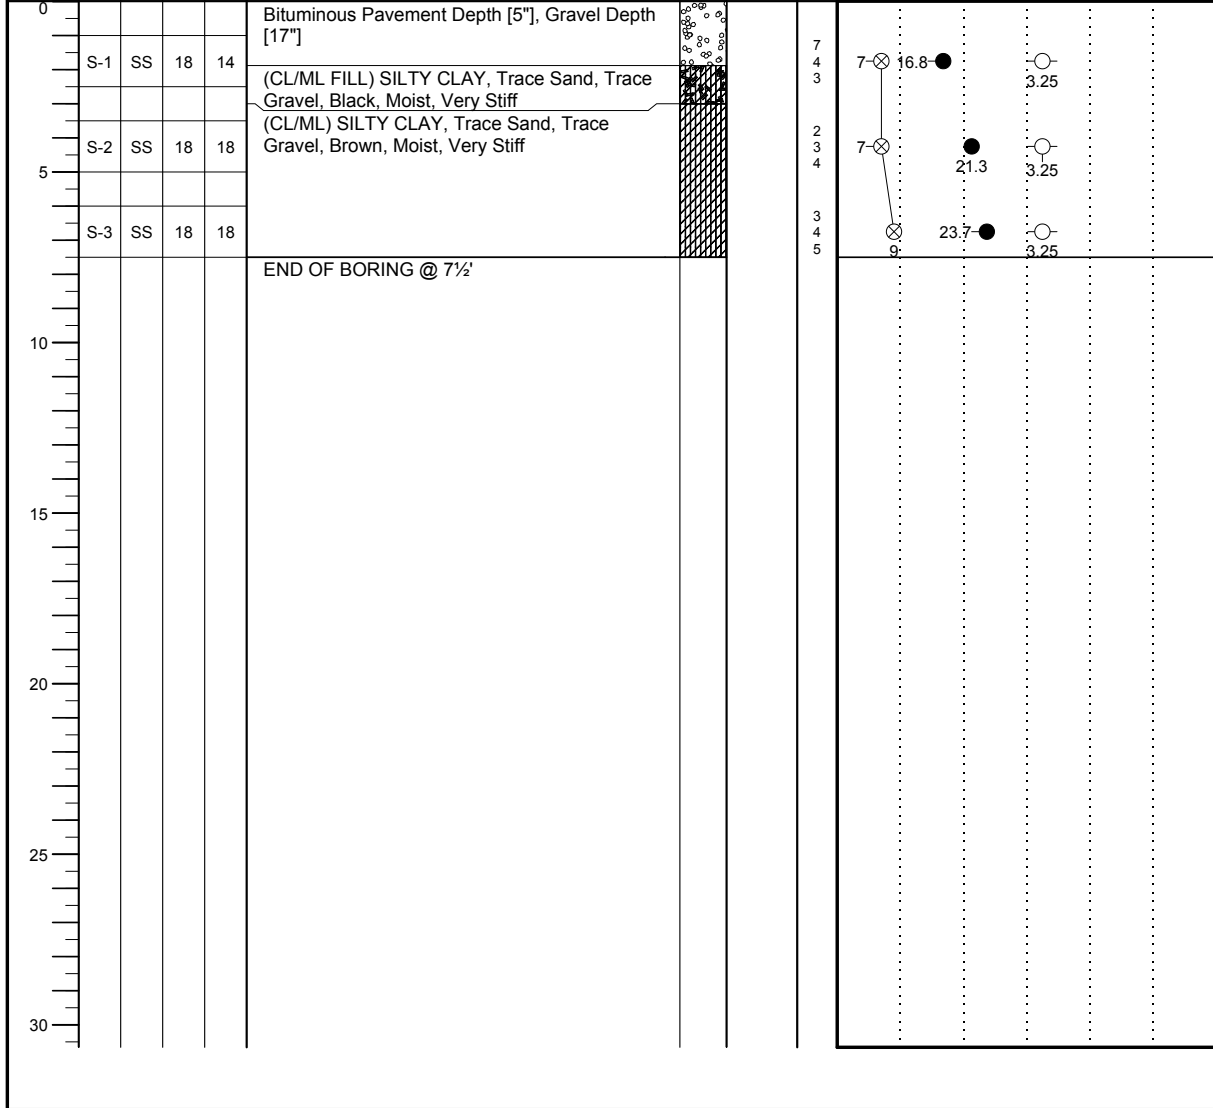 0
Bituminous Pavement Depth [5"], Gravel Depth
[17"]
S-1 SS 18 14
7
4
3
7 16.8 3.25
(CL/ML FILL) SILTY CLAY, Trace Sand, Trace
Gravel, Black, Moist, Very Stiff
(CL/ML) SILTY CLAY, Trace Sand, Trace
Gravel, Brown, Moist, Very Stiff
S-2 SS 18 18
2
3
4
7 21.3 3.25
5
S-3 SS 18 18
3
4
5
9 23.7 3.25
END OF BORING @ 7½'
10
15
20
25
30